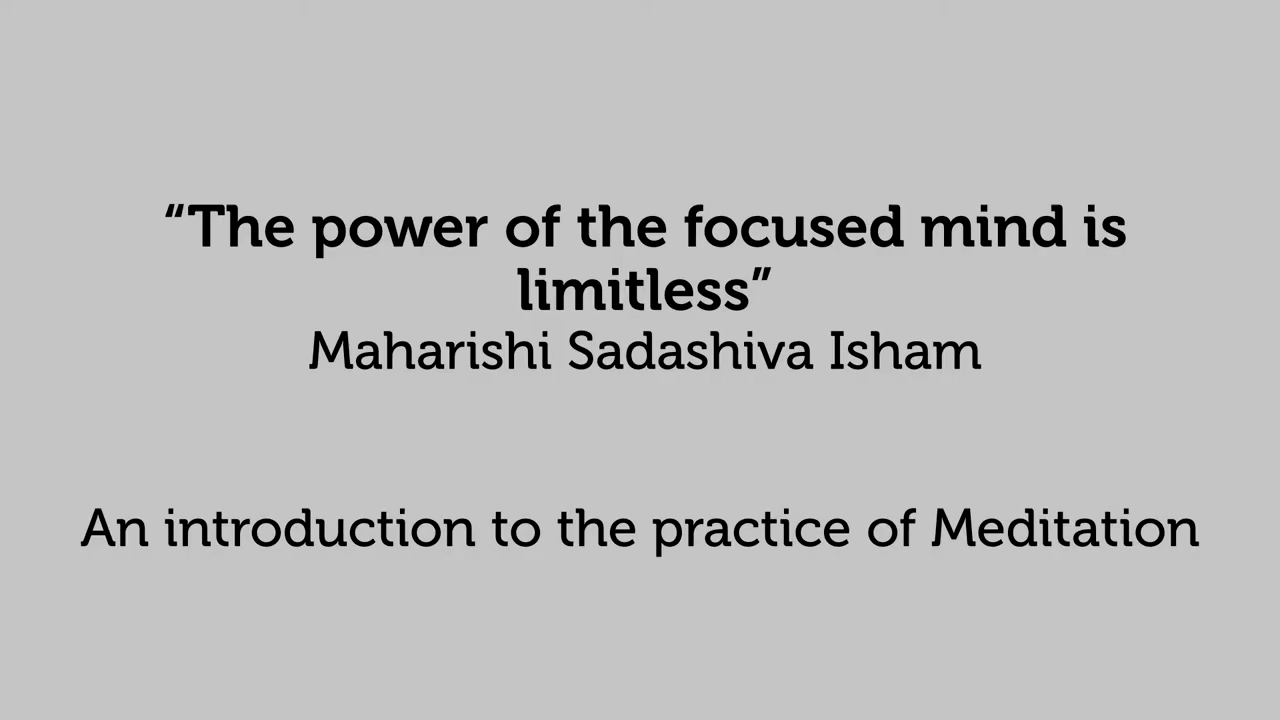 “The power of the focused mind is
limitless”
Maharishi Sadashiva Isham
An introduction to the practice of Meditation